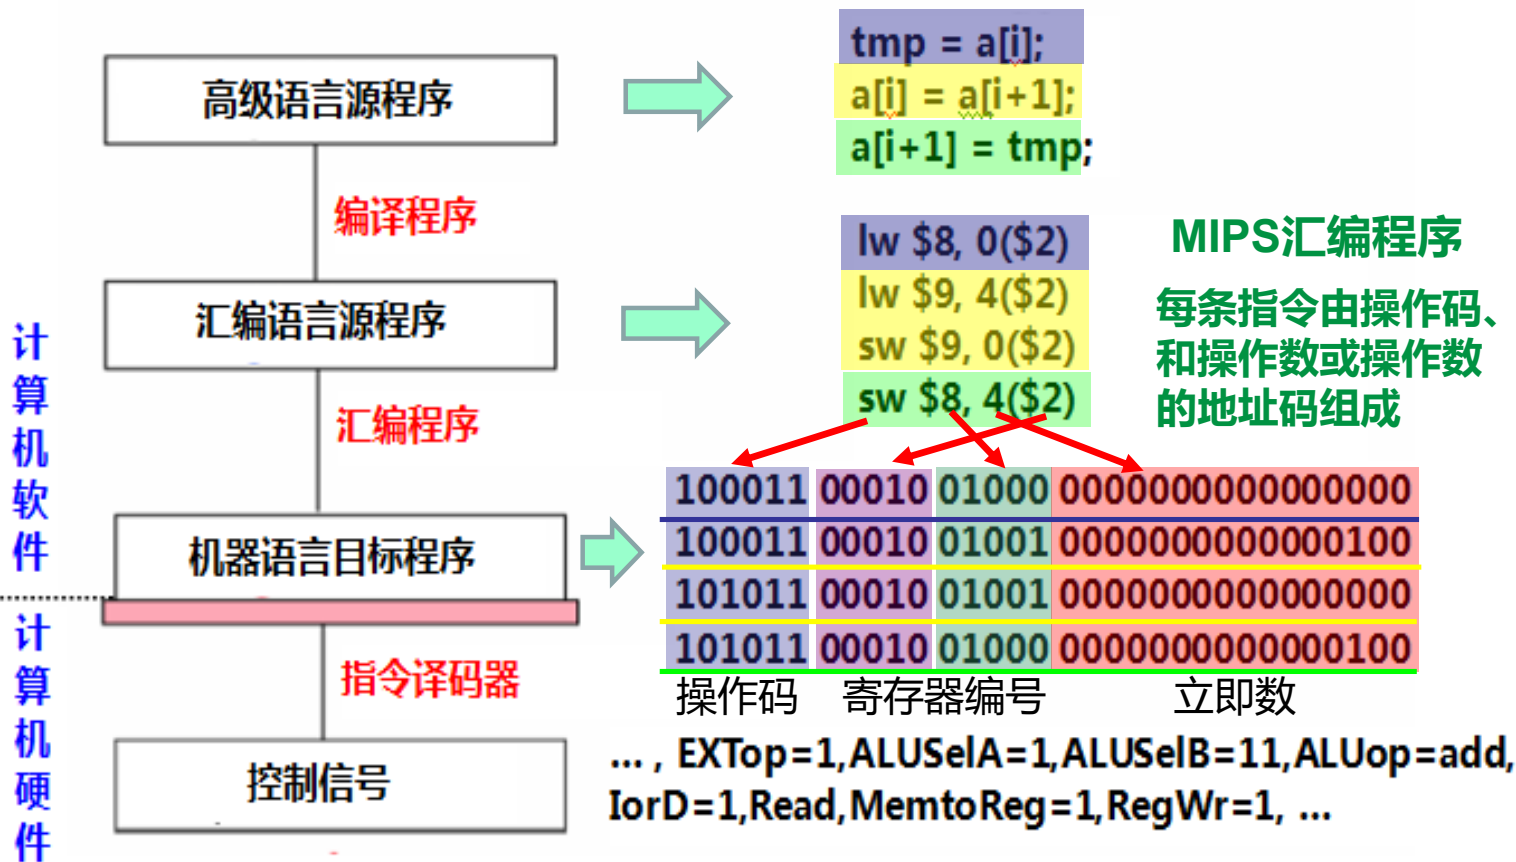 高级语言源程序
tmp = a[i];
a[i] = a[i+1];
a[i+1] = tmp;
编译程序
汇编语言源程序
lw $8, 0($2)
lw $9, 4($2)
sw $9, 0($2)
sw $8, 4($2)
MIPS汇编程序
每条指令由操作码、
和操作数或操作数
的地址码组成
汇编程序
计算机软件
机器语言目标程序
100011 00010 01000 0000000000000000
100011 00010 01001 0000000000000100
101011 00010 01001 0000000000000000
101011 00010 01000 0000000000000100
操作码 寄存器编号 立即数
指令译码器
计算机硬件
控制信号
... , EXTop=1,ALUSelA=1,ALUSelB=11,ALUop=add,
IorD=1,Read,MemtoReg=1,RegWr=1, ...